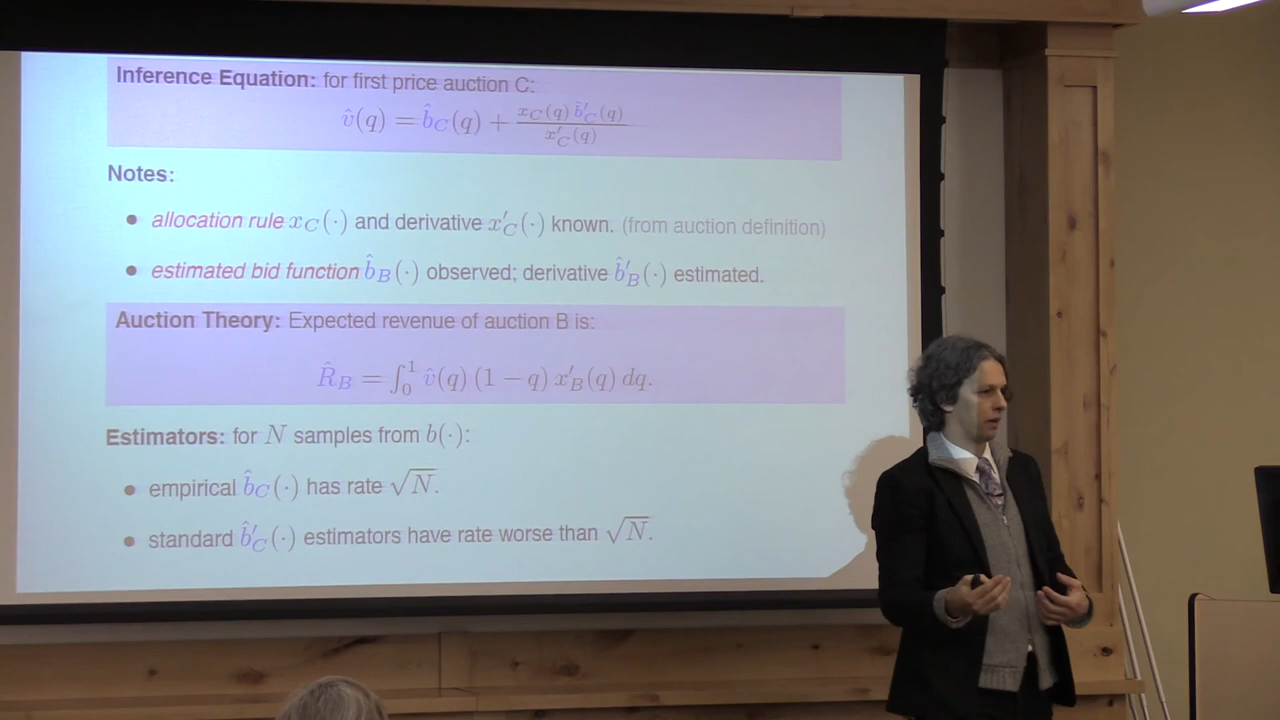 Inference Equation: for first price auction C:
v̂(q) = b̂_C(q) + x_C(q) b̂′_C(q) / x′_C(q)
Notes:
• allocation rule x_C(·) and derivative x′_C(·) known. (from auction definition)
• estimated bid function b̂_B(·) observed; derivative b̂′_B(·) estimated.
Auction Theory: Expected revenue of auction B is:
R̂_B = ∫₀¹ v̂(q) (1 − q) x′_B(q) dq.
Estimators: for N samples from b(·):
• empirical b̂_C(·) has rate √N.
• standard b̂′_C(·) estimators have rate worse than √N.